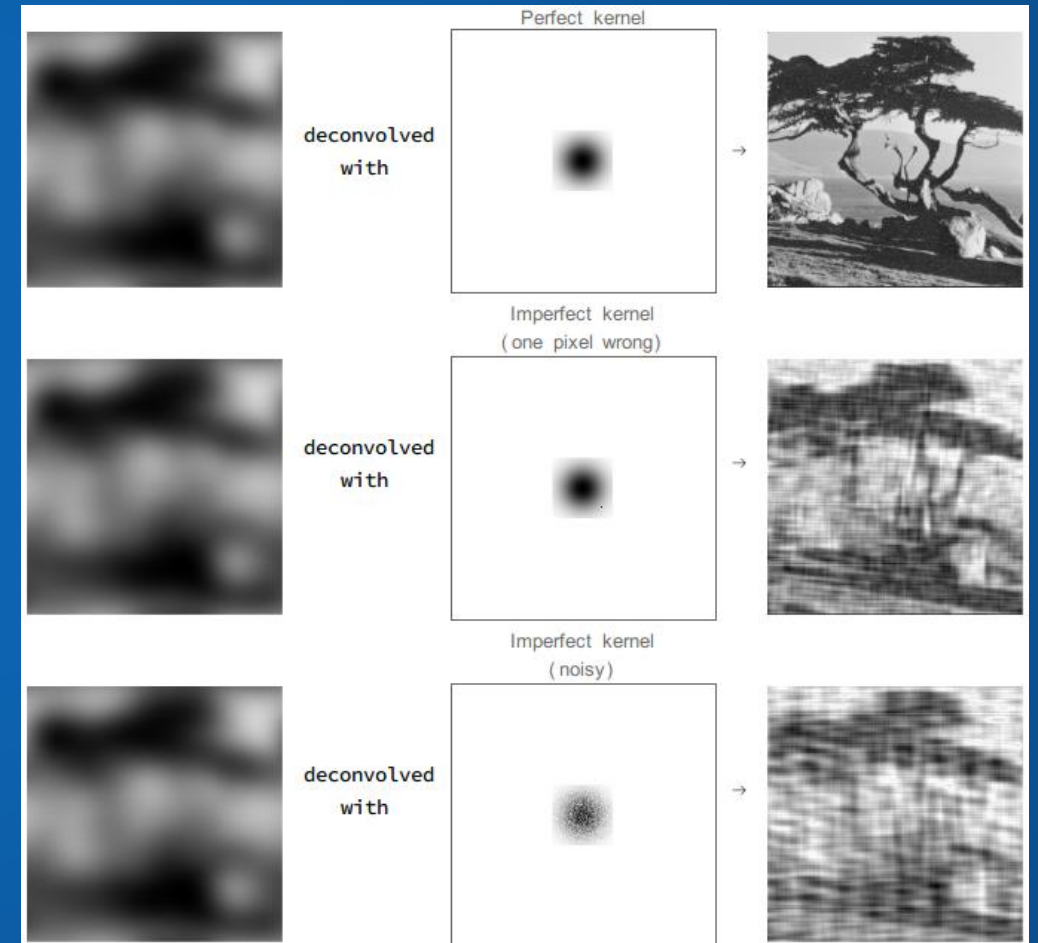 Perfect kernel
deconvolved
with
→
Imperfect kernel
(one pixel wrong)
deconvolved
with
→
Imperfect kernel
(noisy)
deconvolved
with
→